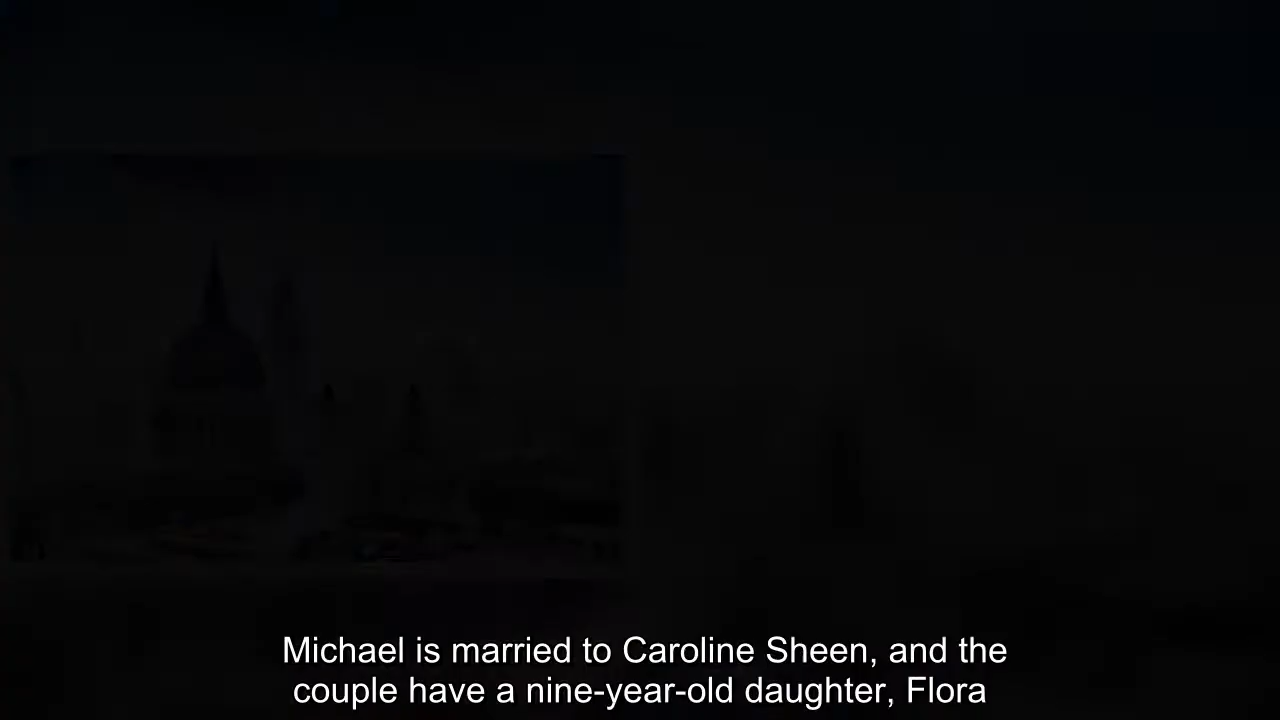 Michael is married to Caroline Sheen, and the
couple have a nine-year-old daughter, Flora